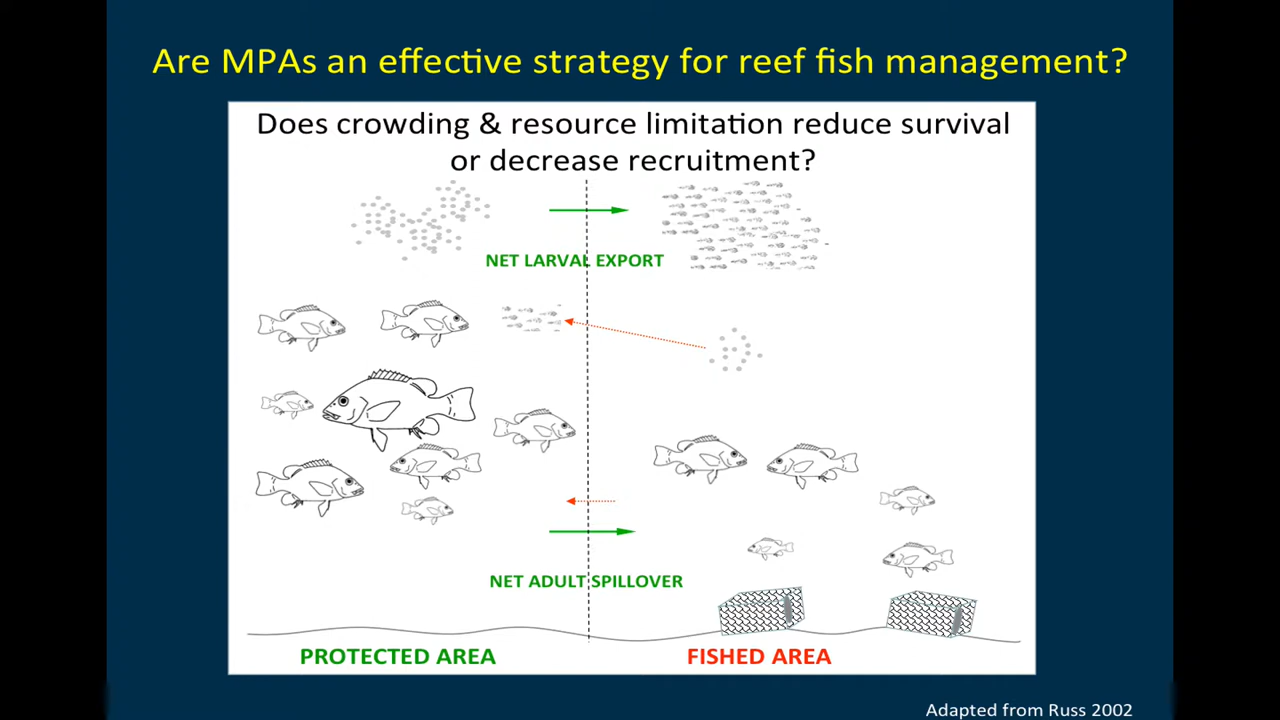 Are MPAs an effective strategy for reef fish management?
Does crowding & resource limitation reduce survival
or decrease recruitment?
NET LARVAL EXPORT
NET ADULT SPILLOVER
PROTECTED AREA
FISHED AREA
Adapted from Russ 2002